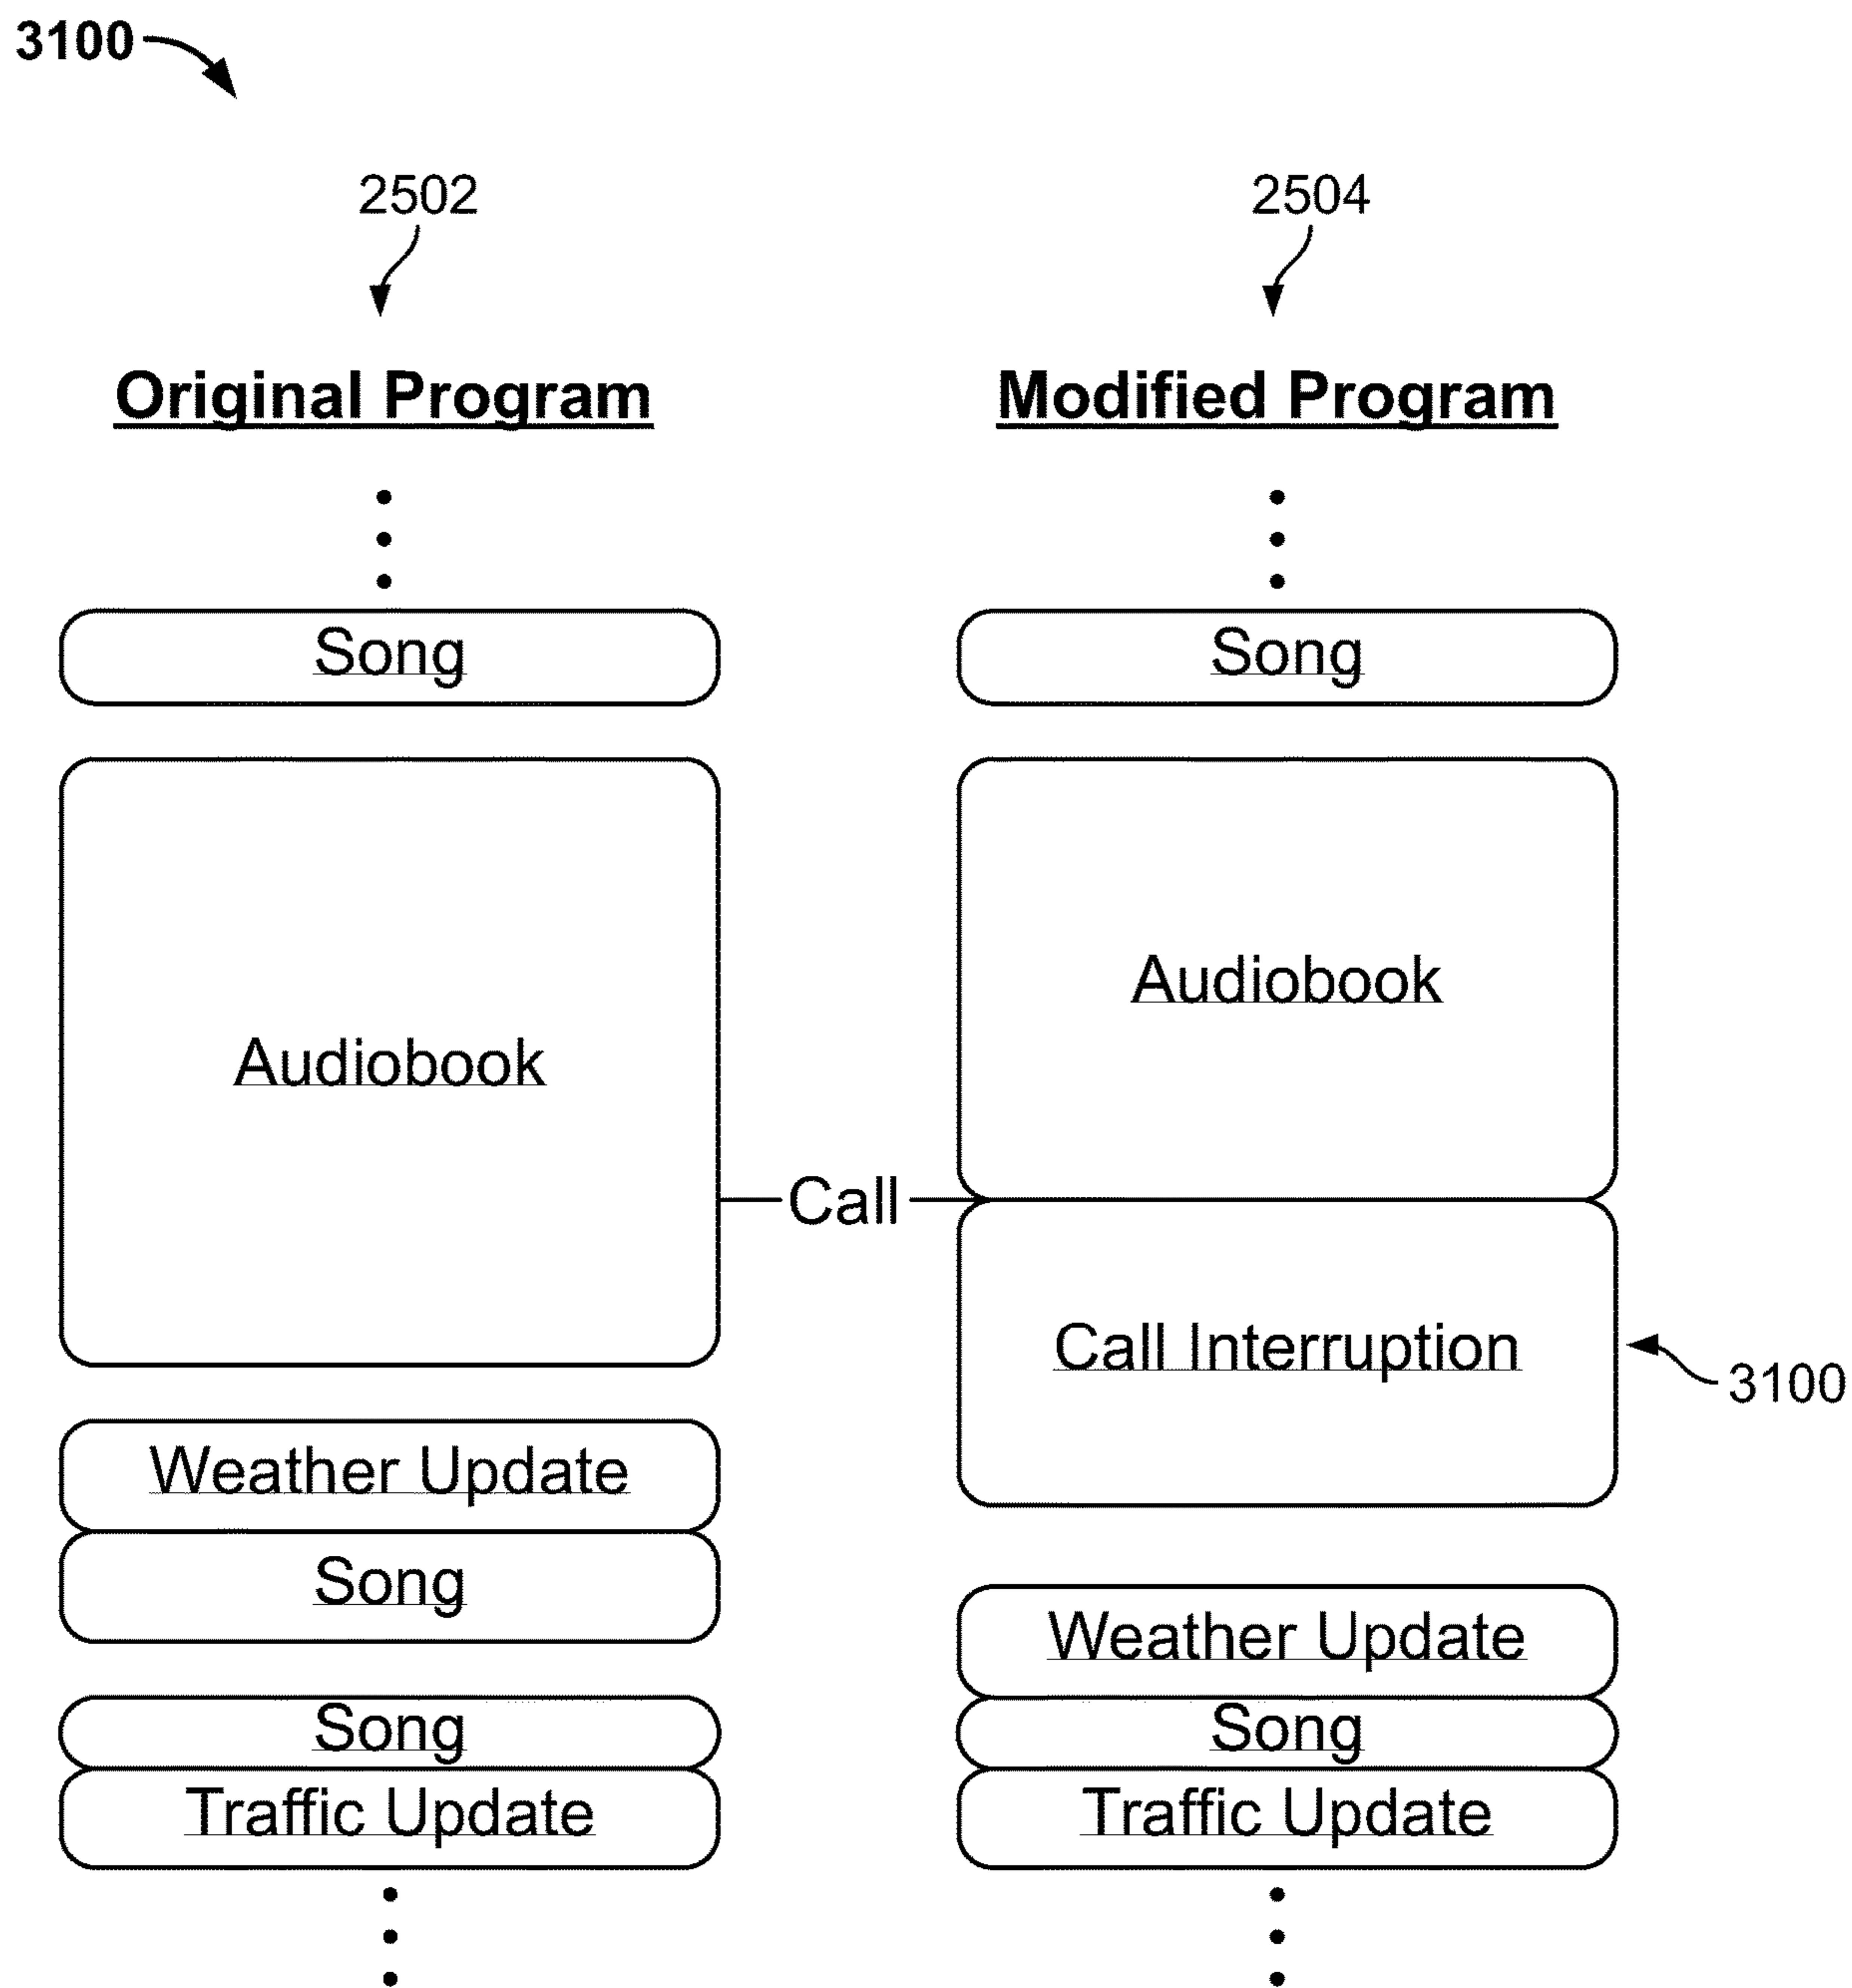 3100
2502
2504
Original Program
Modified Program
Song
Song
Audiobook
Audiobook
Call
Call Interruption
3100
Weather Update
Song
Weather Update
Song
Song
Traffic Update
Traffic Update